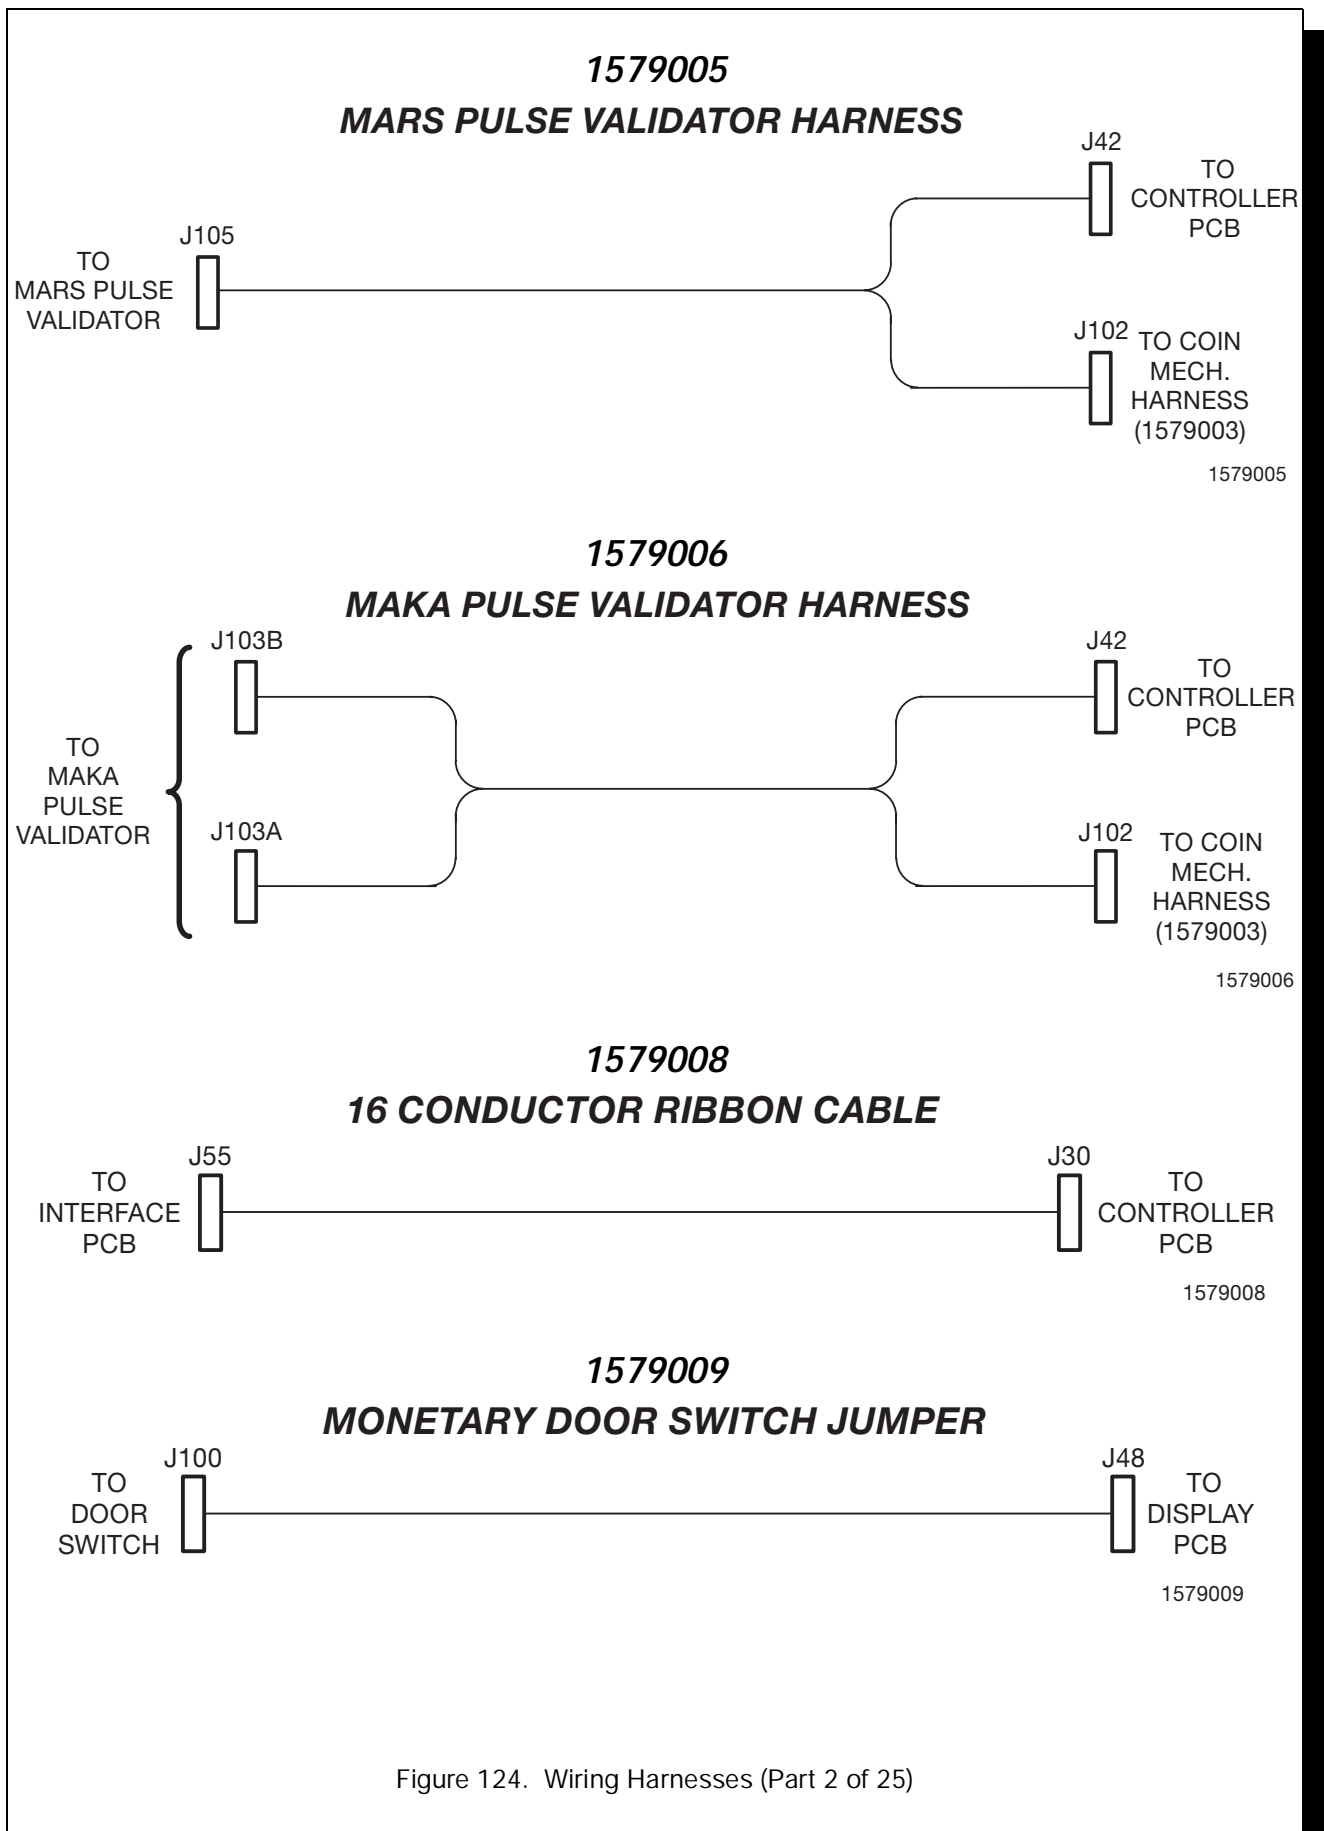 1579005
MARS PULSE VALIDATOR HARNESS
J42
TO
CONTROLLER
PCB
J105
TO
MARS PULSE
VALIDATOR
J102
TO COIN
MECH.
HARNESS
(1579003)
1579005
1579006
MAKA PULSE VALIDATOR HARNESS
J103B
J42
TO
CONTROLLER
PCB
TO
MAKA
PULSE
VALIDATOR
J103A
J102
TO COIN
MECH.
HARNESS
(1579003)
1579006
1579008
16 CONDUCTOR RIBBON CABLE
J55
TO
INTERFACE
PCB
J30
TO
CONTROLLER
PCB
1579008
1579009
MONETARY DOOR SWITCH JUMPER
J100
TO
DOOR
SWITCH
J48
TO
DISPLAY
PCB
1579009
Figure 124. Wiring Harnesses (Part 2 of 25)